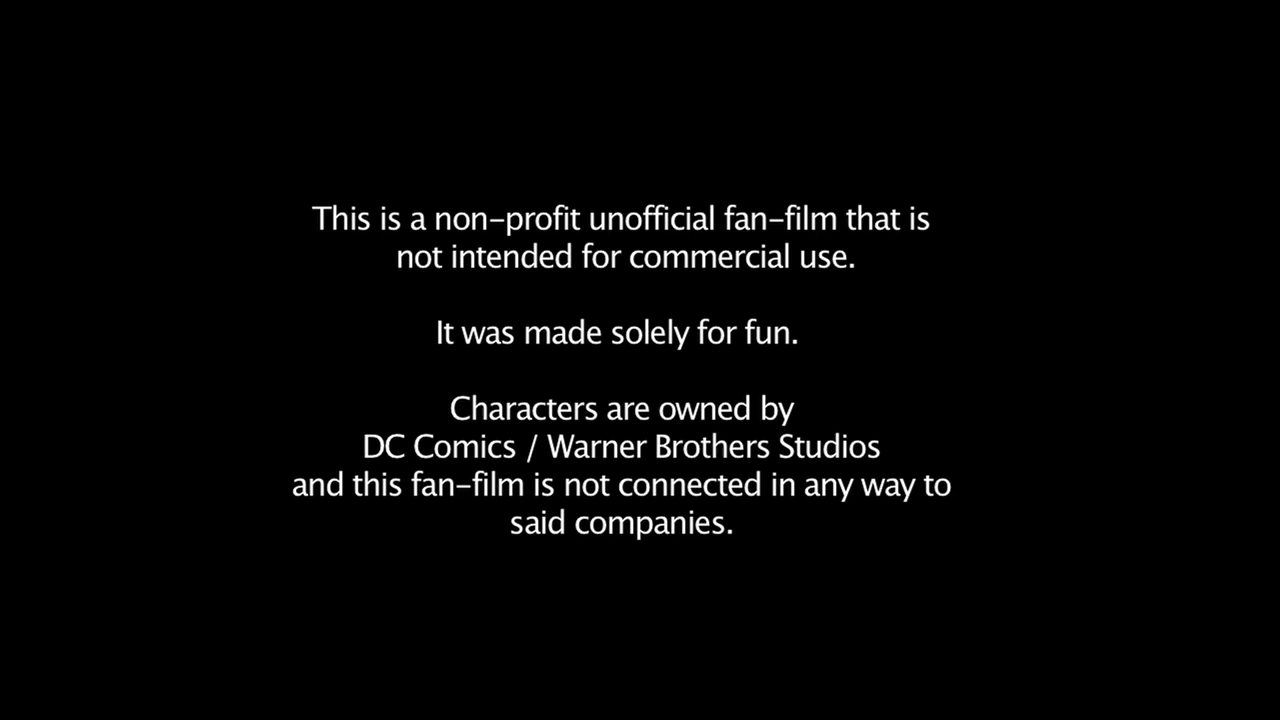 This is a non-profit unofficial fan-film that is
not intended for commercial use.
It was made solely for fun.
Characters are owned by
DC Comics / Warner Brothers Studios
and this fan-film is not connected in any way to
said companies.